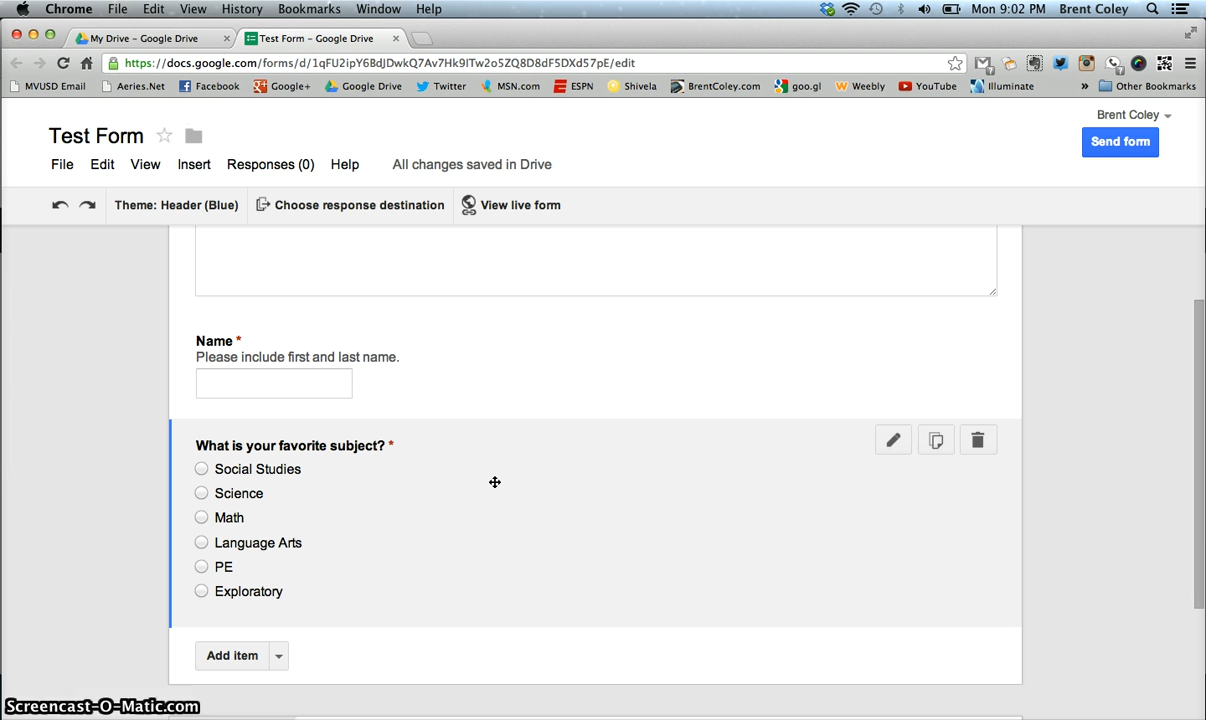 Chrome File Edit View History Bookmarks Window Help Mon 9:02 PM Brent Coley
My Drive – Google Drive Test Form – Google Drive
https://docs.google.com/forms/d/1qFU2ipY6BdJDwkQ7Av7Hk9lTw2o5ZQ8D8dF5DXd57pE/edit
MVUSD Email Aeries.Net Facebook Google+ Google Drive Twitter MSN.com ESPN Shivela BrentColey.com goo.gl Weebly YouTube Illuminate » Other Bookmarks
Brent Coley
Test Form
Send form
File Edit View Insert Responses (0) Help All changes saved in Drive
Theme: Header (Blue) Choose response destination View live form
Name *
Please include first and last name.
What is your favorite subject? *
Social Studies
Science
Math
Language Arts
PE
Exploratory
Add item
Screencast-O-Matic.com